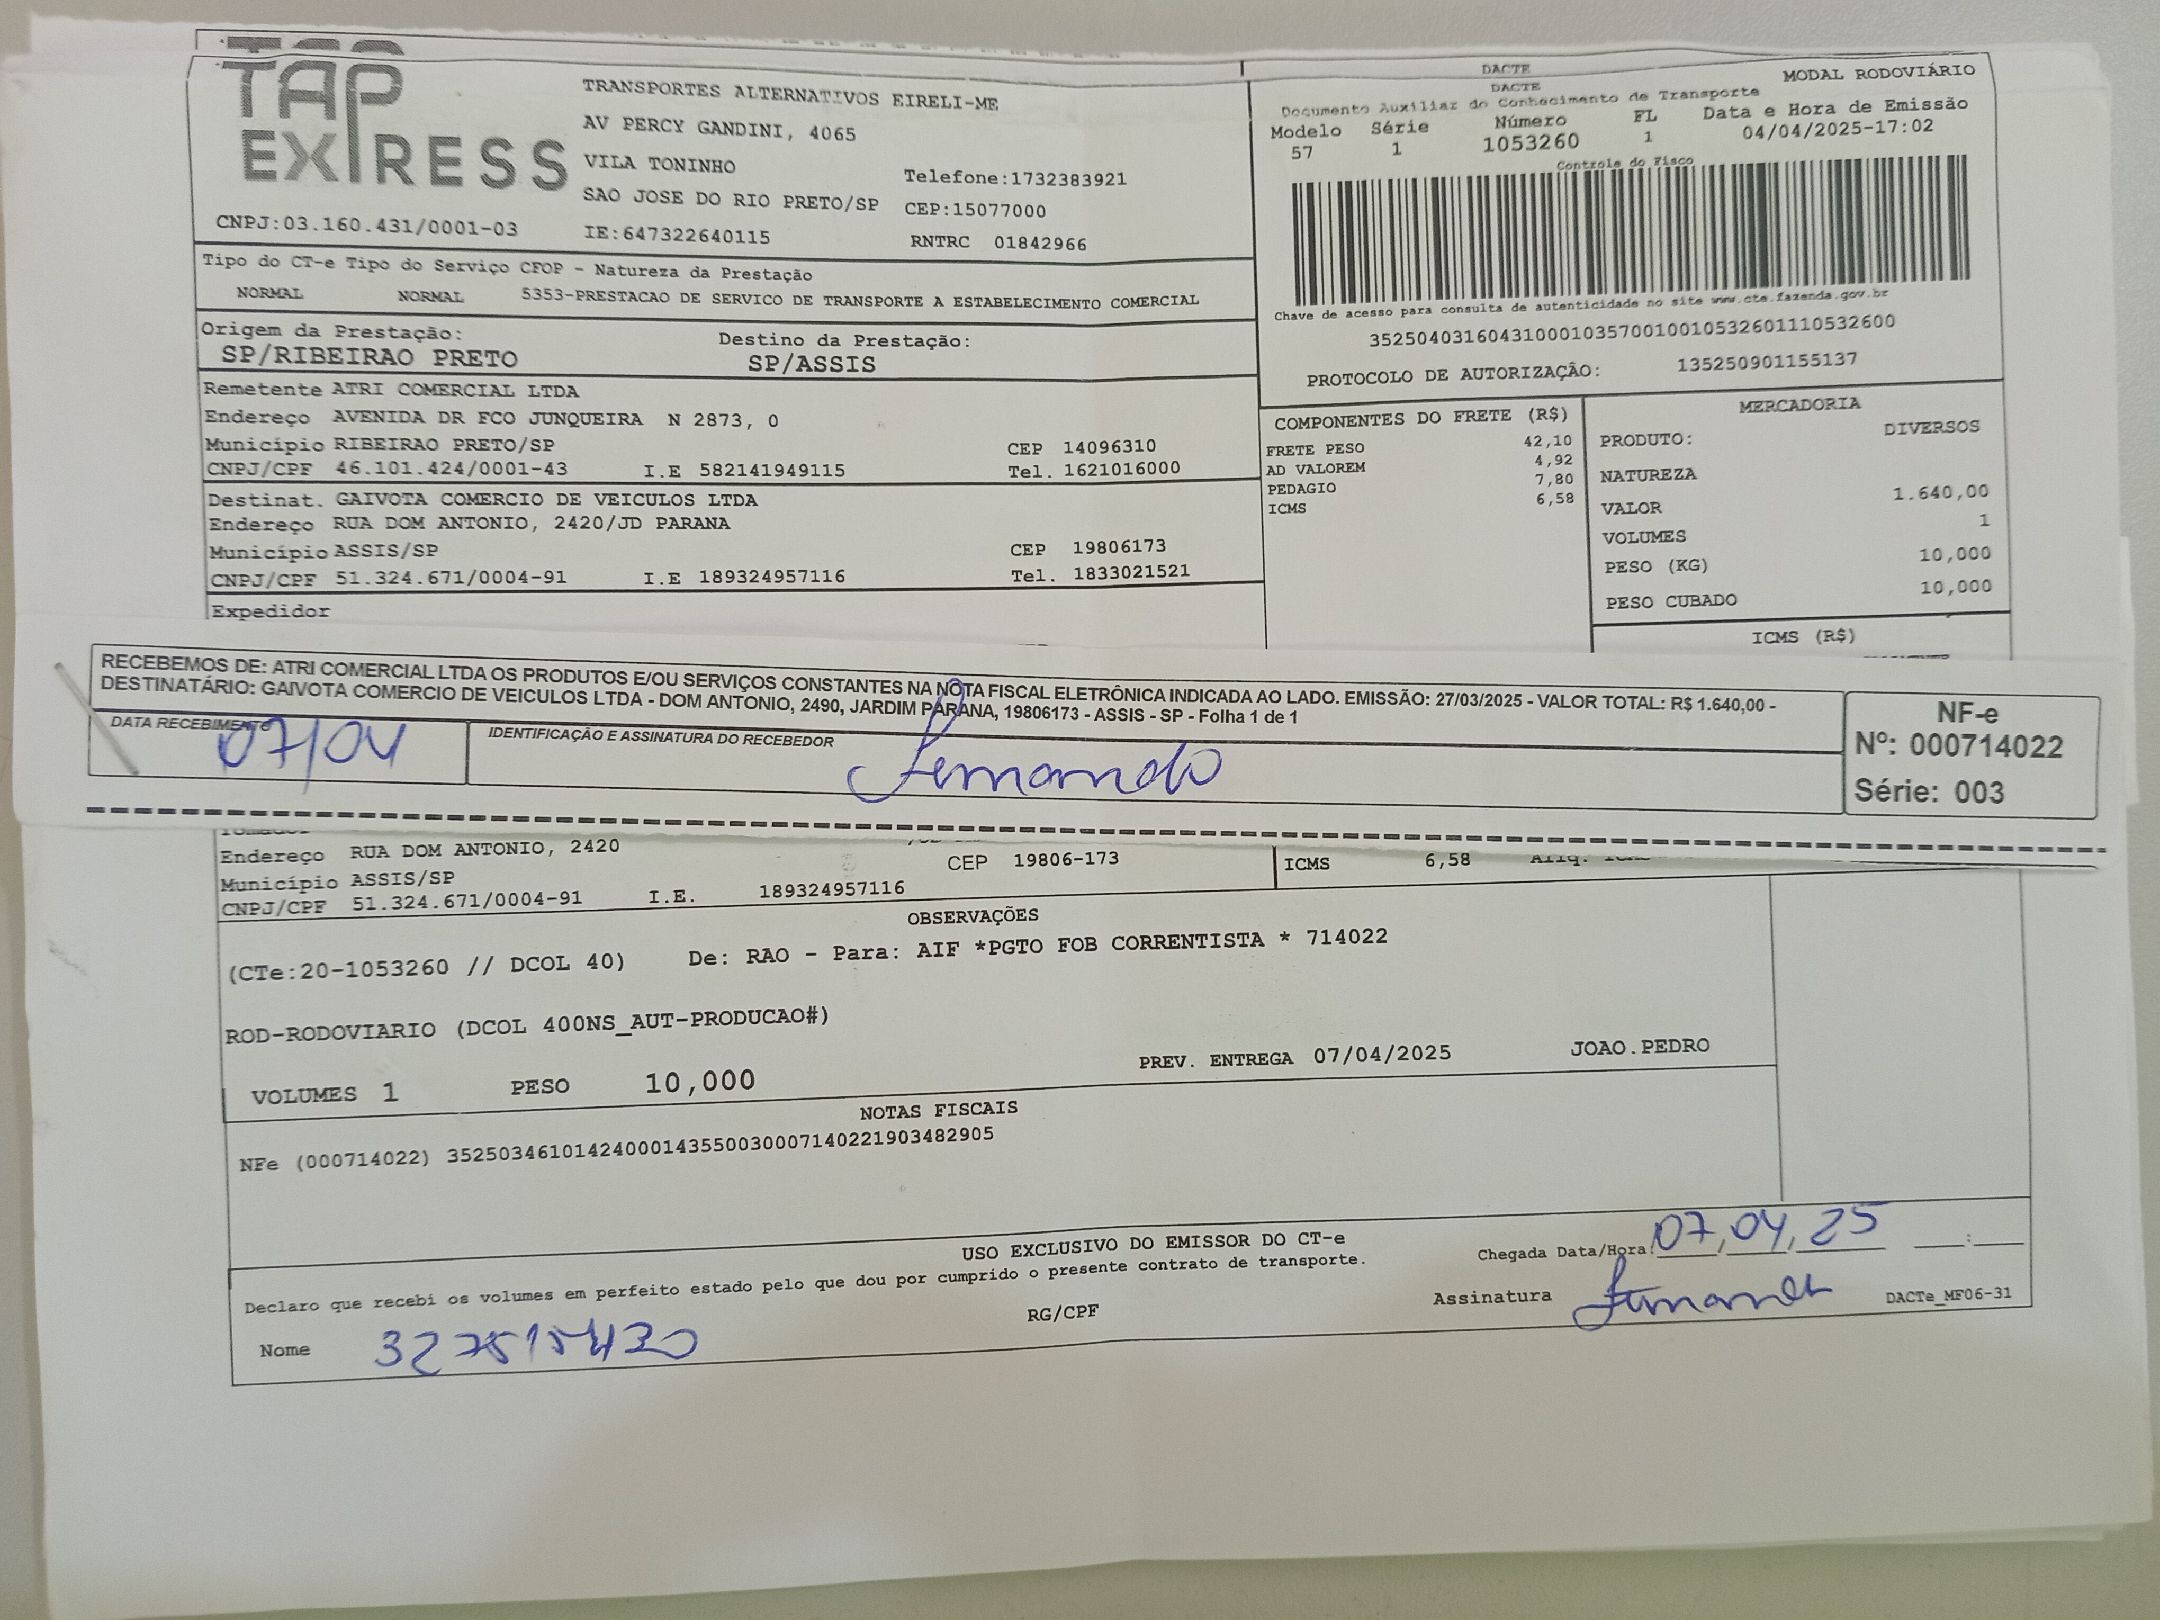 TAP
EXPRESS
TRANSPORTES ALTERNATIVOS EIRELI-ME
AV PERCY GANDINI, 4065
VILA TONINHO
Telefone:1732383921
SAO JOSE DO RIO PRETO/SP CEP:15077000
CNPJ:03.160.431/0001-03 IE:647322640115 RNTRC 01842966
DACTE
DACTE MODAL RODOVIÁRIO
Documento Auxiliar do Conhecimento de Transporte
Modelo Série Número FL Data e Hora de Emissão
57 1 1053260 1 04/04/2025-17:02
Controle do Fisco
Chave de acesso para consulta de autenticidade no site www.cte.fazenda.gov.br
35250403160431000103570010010532601110532600
PROTOCOLO DE AUTORIZAÇÃO: 135250901155137
Tipo do CT-e Tipo do Serviço CFOP - Natureza da Prestação
NORMAL NORMAL 5353-PRESTACAO DE SERVICO DE TRANSPORTE A ESTABELECIMENTO COMERCIAL
Origem da Prestação: Destino da Prestação:
SP/RIBEIRAO PRETO SP/ASSIS
Remetente ATRI COMERCIAL LTDA
Endereço AVENIDA DR FCO JUNQUEIRA N 2873, 0
Município RIBEIRAO PRETO/SP CEP 14096310
CNPJ/CPF 46.101.424/0001-43 I.E 582141949115 Tel. 1621016000
Destinat. GAIVOTA COMERCIO DE VEICULOS LTDA
Endereço RUA DOM ANTONIO, 2420/JD PARANA
Município ASSIS/SP CEP 19806173
CNPJ/CPF 51.324.671/0004-91 I.E 189324957116 Tel. 1833021521
Expedidor
COMPONENTES DO FRETE (R$)
FRETE PESO 42,10
AD VALOREM 4,92
PEDAGIO 7,80
ICMS 6,58
MERCADORIA
PRODUTO: DIVERSOS
NATUREZA
VALOR 1.640,00
VOLUMES 1
PESO (KG) 10,000
PESO CUBADO 10,000
ICMS (R$)
RECEBEMOS DE: ATRI COMERCIAL LTDA OS PRODUTOS E/OU SERVIÇOS CONSTANTES NA NOTA FISCAL ELETRÔNICA INDICADA AO LADO. EMISSÃO: 27/03/2025 - VALOR TOTAL: R$ 1.640,00 -
DESTINATÁRIO: GAIVOTA COMERCIO DE VEICULOS LTDA - DOM ANTONIO, 2490, JARDIM PARANA, 19806173 - ASSIS - SP - Folha 1 de 1
DATA RECEBIMENTO IDENTIFICAÇÃO E ASSINATURA DO RECEBEDOR
07/04 Fernando
NF-e
Nº: 000714022
Série: 003
Endereço RUA DOM ANTONIO, 2420
Município ASSIS/SP CEP 19806-173
CNPJ/CPF 51.324.671/0004-91 I.E. 189324957116
ICMS 6,58
OBSERVAÇÕES
(CTe:20-1053260 // DCOL 40) De: RAO - Para: AIF *PGTO FOB CORRENTISTA * 714022
ROD-RODOVIARIO (DCOL 400NS_AUT-PRODUCAO#)
VOLUMES 1 PESO 10,000 PREV. ENTREGA 07/04/2025 JOAO.PEDRO
NOTAS FISCAIS
NFe (000714022) 35250346101424000143550030007140221903482905
USO EXCLUSIVO DO EMISSOR DO CT-e
Declaro que recebi os volumes em perfeito estado pelo que dou por cumprido o presente contrato de transporte.
Chegada Data/Hora: 07,04,25 :
Nome 327515430 RG/CPF Assinatura DACTe_MF06-31